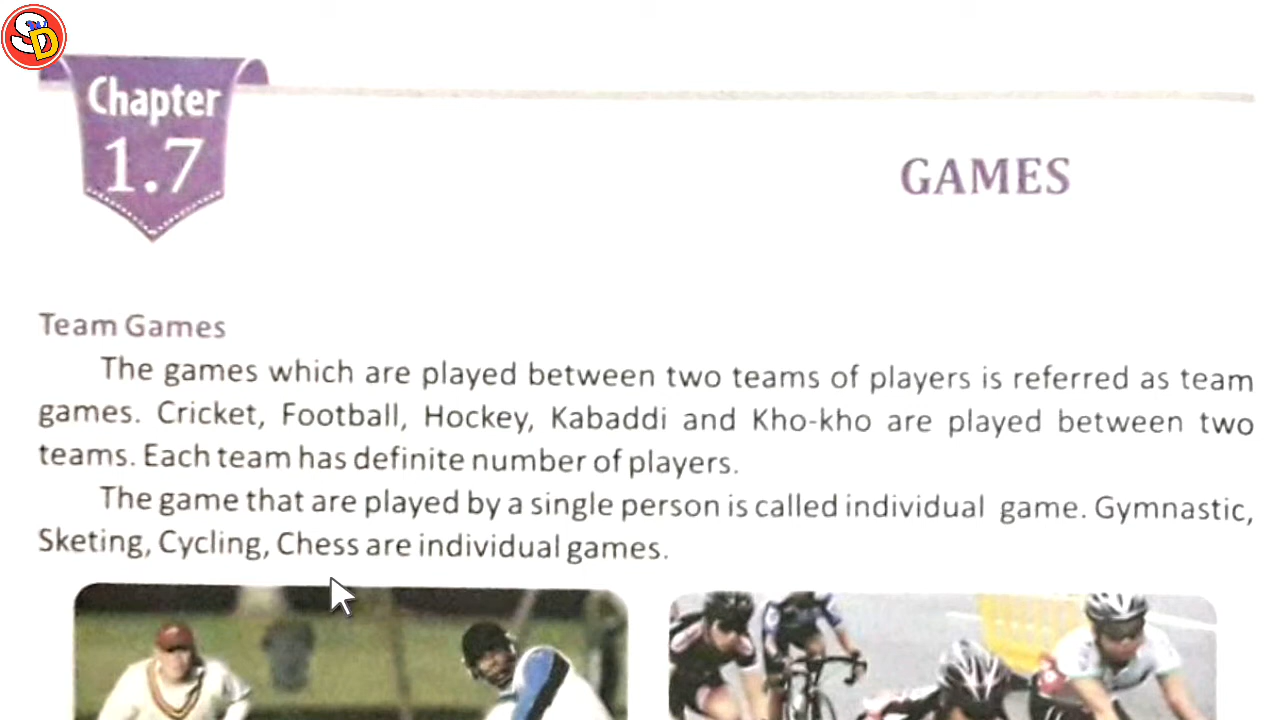 SD
Chapter
1.7
GAMES
Team Games
The games which are played between two teams of players is referred as team
games. Cricket, Football, Hockey, Kabaddi and Kho-kho are played between two
teams. Each team has definite number of players.
The game that are played by a single person is called individual game. Gymnastic,
Sketing, Cycling, Chess are individual games.